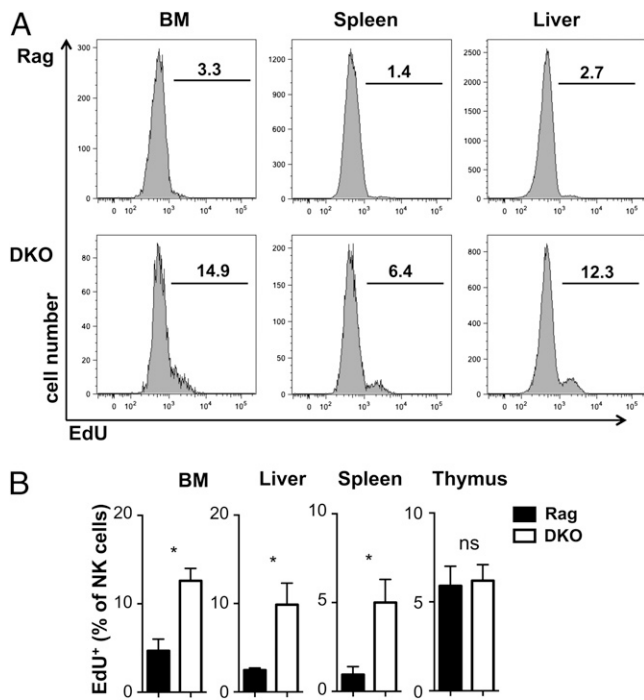 A
BM Spleen Liver
Rag
3.3 1.4 2.7
300 1200 2500
200 900 2000
600 1500
100 300 1000
500
0 0 0
0 10² 10³ 10⁴ 10⁵ 0 10² 10³ 10⁴ 10⁵ 0 10² 10³ 10⁴ 10⁵
DKO
14.9 6.4 12.3
80 200 800
60 150 600
40 100 400
20 50 200
0 0 0
0 10² 10³ 10⁴ 10⁵ 0 10² 10³ 10⁴ 10⁵ 0 10² 10³ 10⁴ 10⁵
cell number
EdU
B
BM Liver Spleen Thymus
EdU⁺ (% of NK cells)
20 20 10 10
10 10 5 5
0 0 0 0
* * * ns
Rag
DKO